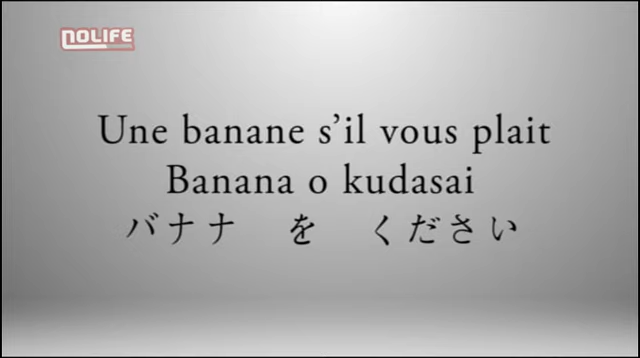 NOLIFE
Une banane s’il vous plait
Banana o kudasai
バナナ を ください